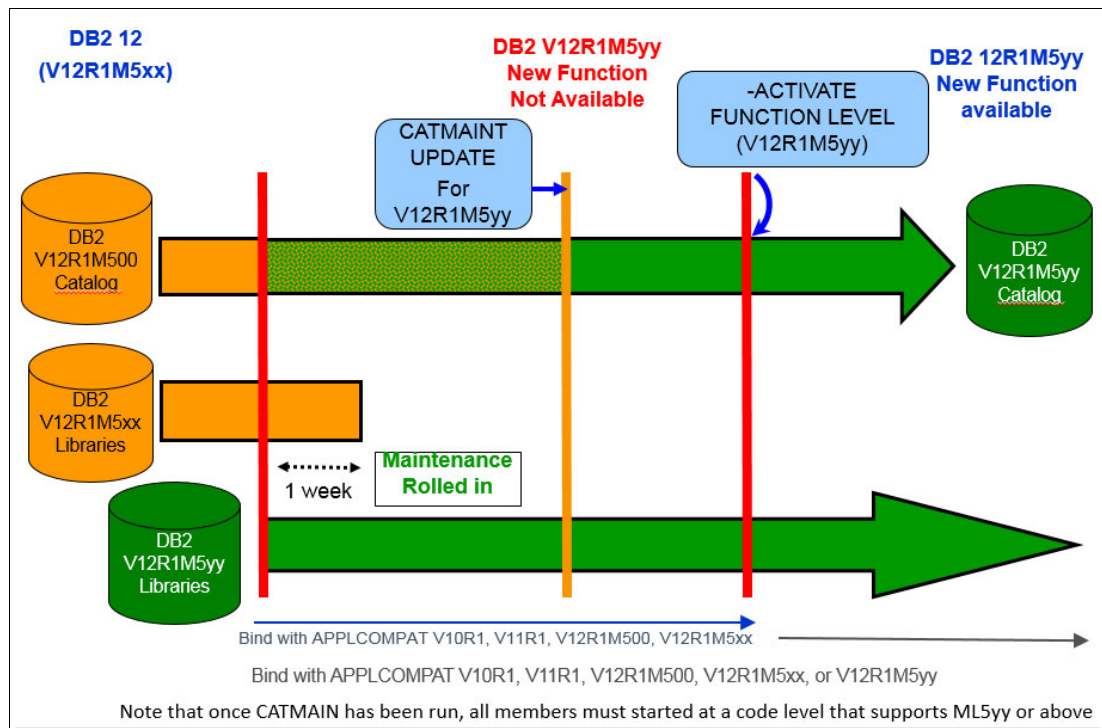 DB2 12
(V12R1M5xx)
DB2 V12R1M5yy
New Function
Not Available
DB2 12R1M5yy
New Function
available
-ACTIVATE
FUNCTION LEVEL
(V12R1M5yy)
CATMAINT
UPDATE
For
V12R1M5yy
DB2
V12R1M500
Catalog
DB2
V12R1M5yy
Catalog
DB2
V12R1M5xx
Libraries
1 week
Maintenance
Rolled in
DB2
V12R1M5yy
Libraries
Bind with APPLCOMPAT V10R1, V11R1, V12R1M500, V12R1M5xx
Bind with APPLCOMPAT V10R1, V11R1, V12R1M500, V12R1M5xx, or V12R1M5yy
Note that once CATMAIN has been run, all members must started at a code level that supports ML5yy or above